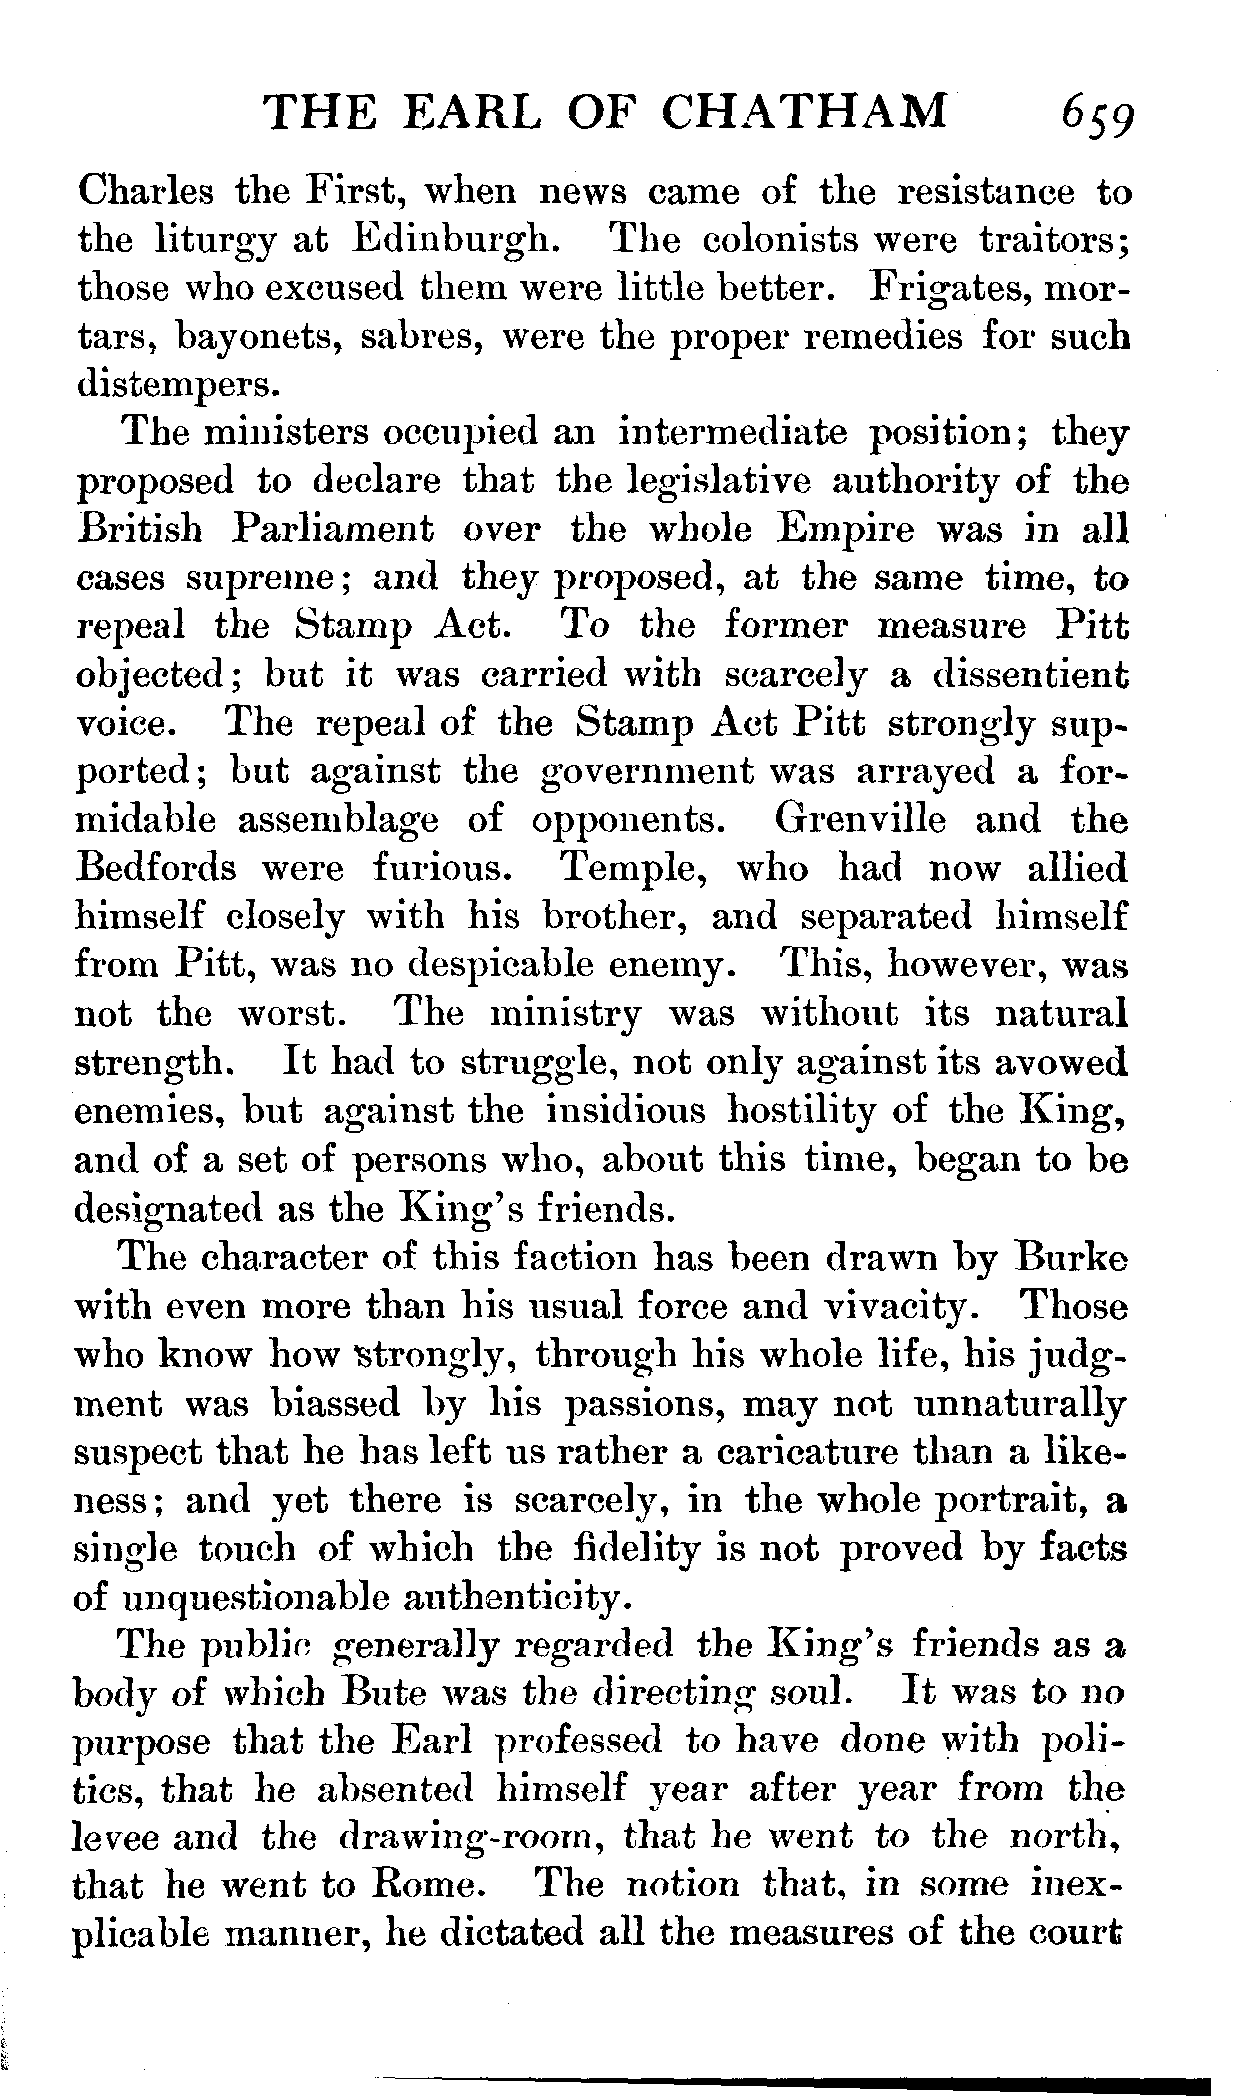 THE EARL OF CHATHAM 659
Charles the First, when news came of the resistance to
the liturgy at Edinburgh. The colonists were traitors;
those who excused them were little better. Frigates, mor-
tars, bayonets, sabres, were the proper remedies for such
distempers.
The ministers occupied an intermediate position; they
proposed to declare that the legislative authority of the
British Parliament over the whole Empire was in all
cases supreme; and they proposed, at the same time, to
repeal the Stamp Act. To the former measure Pitt
objected; but it was carried with scarcely a dissentient
voice. The repeal of the Stamp Act Pitt strongly sup-
ported; but against the government was arrayed a for-
midable assemblage of opponents. Grenville and the
Bedfords were furious. Temple, who had now allied
himself closely with his brother, and separated himself
from Pitt, was no despicable enemy. This, however, was
not the worst. The ministry was without its natural
strength. It had to struggle, not only against its avowed
enemies, but against the insidious hostility of the King,
and of a set of persons who, about this time, began to be
designated as the King's friends.
The character of this faction has been drawn by Burke
with even more than his usual force and vivacity. Those
who know how strongly, through his whole life, his judg-
ment was biassed by his passions, may not unnaturally
suspect that he has left us rather a caricature than a like-
ness; and yet there is scarcely, in the whole portrait, a
single touch of which the fidelity is not proved by facts
of unquestionable authenticity.
The public generally regarded the King's friends as a
body of which Bute was the directing soul. It was to no
purpose that the Earl professed to have done with poli-
tics, that he absented himself year after year from the
levee and the drawing-room, that he went to the north,
that he went to Rome. The notion that, in some inex-
plicable manner, he dictated all the measures of the court